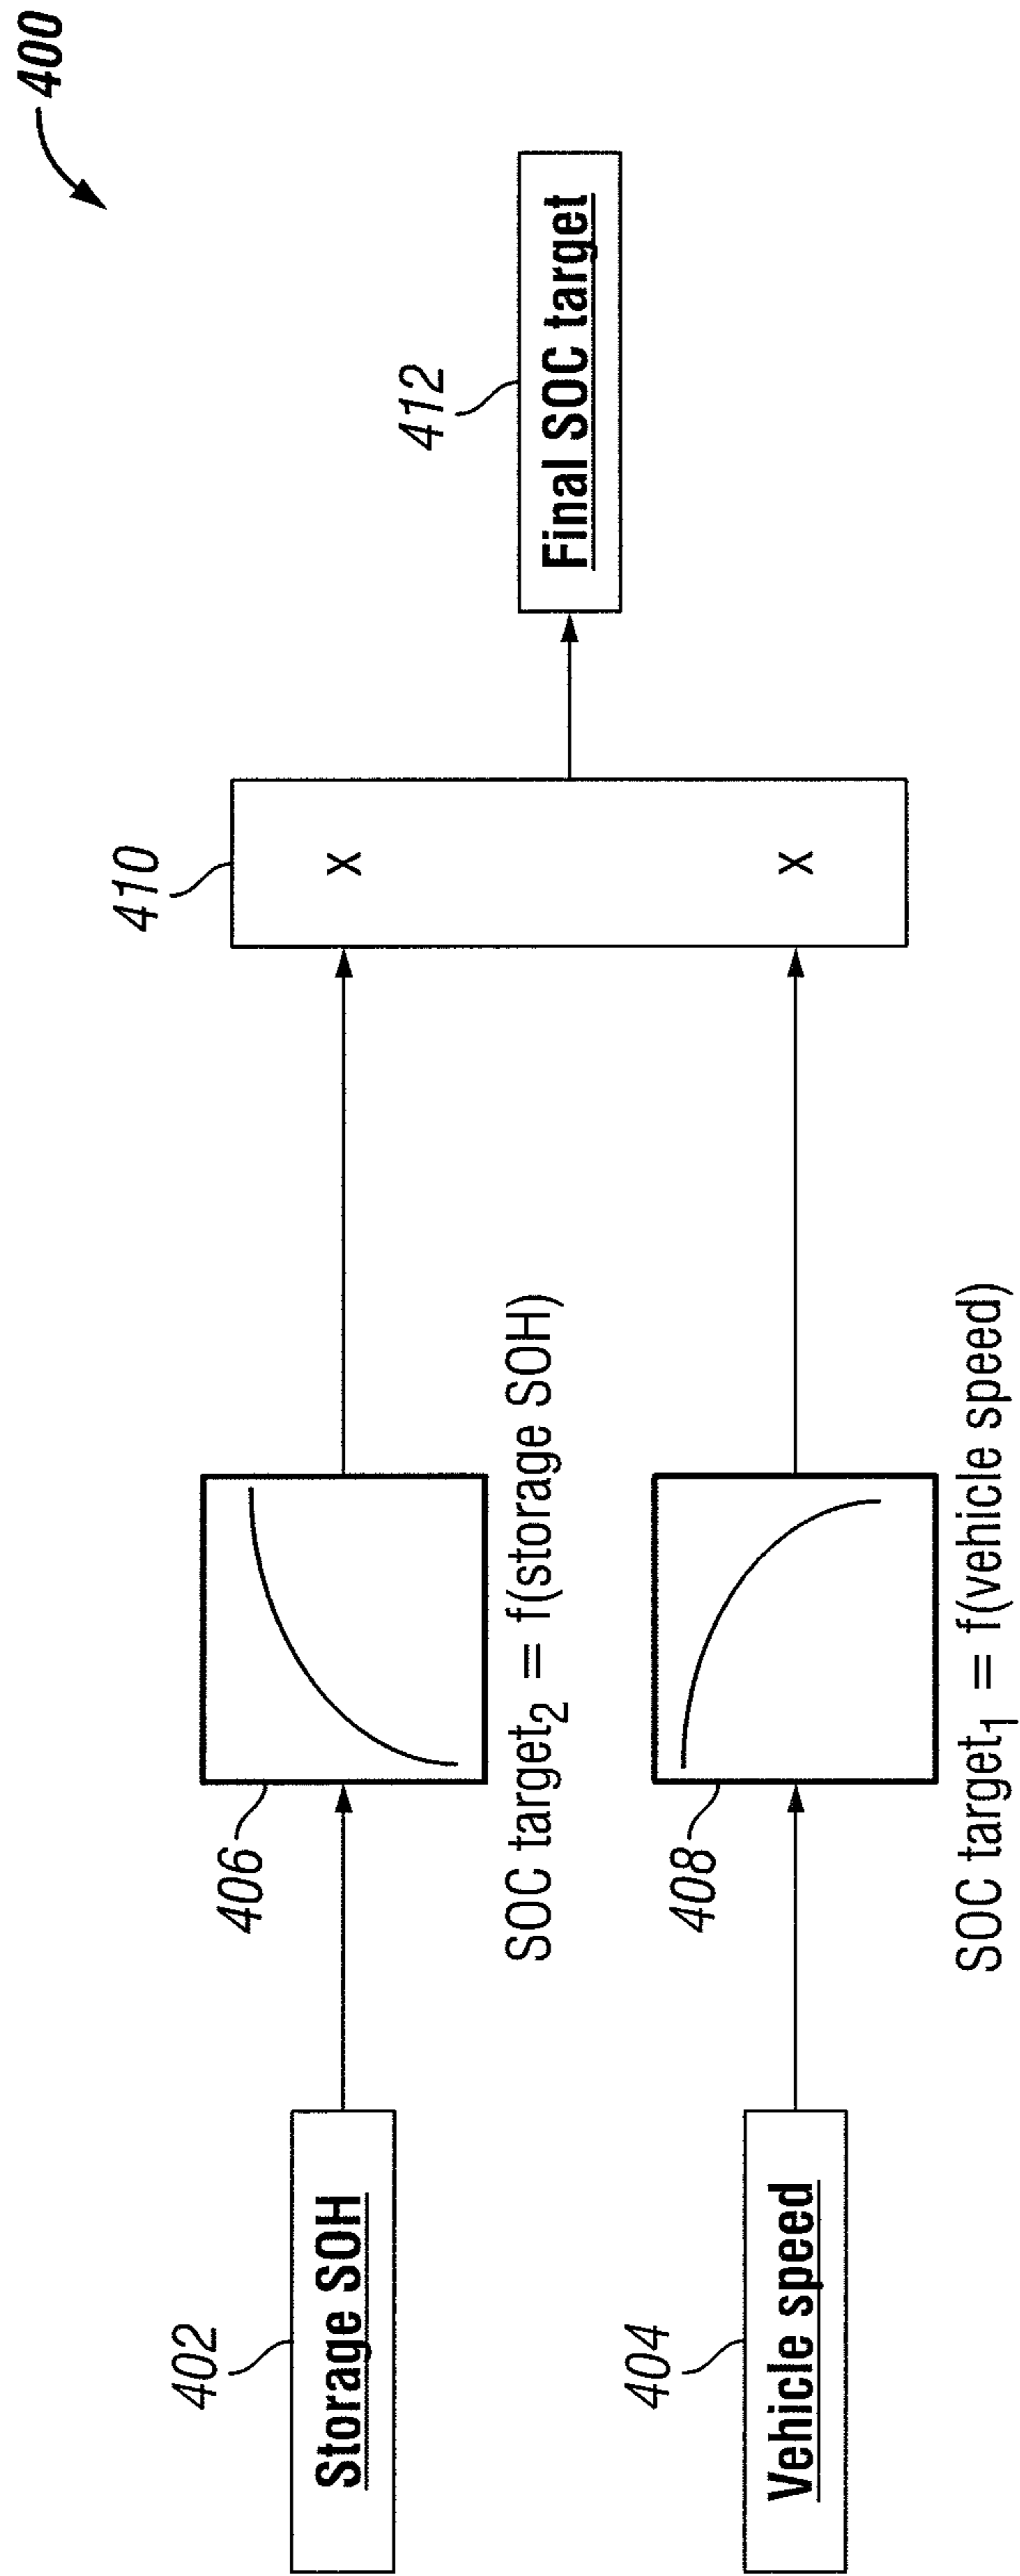 400
402
Storage SOH
406
SOC target₂ = f(storage SOH)
404
Vehicle speed
408
SOC target₁ = f(vehicle speed)
410
X
X
412
Final SOC target